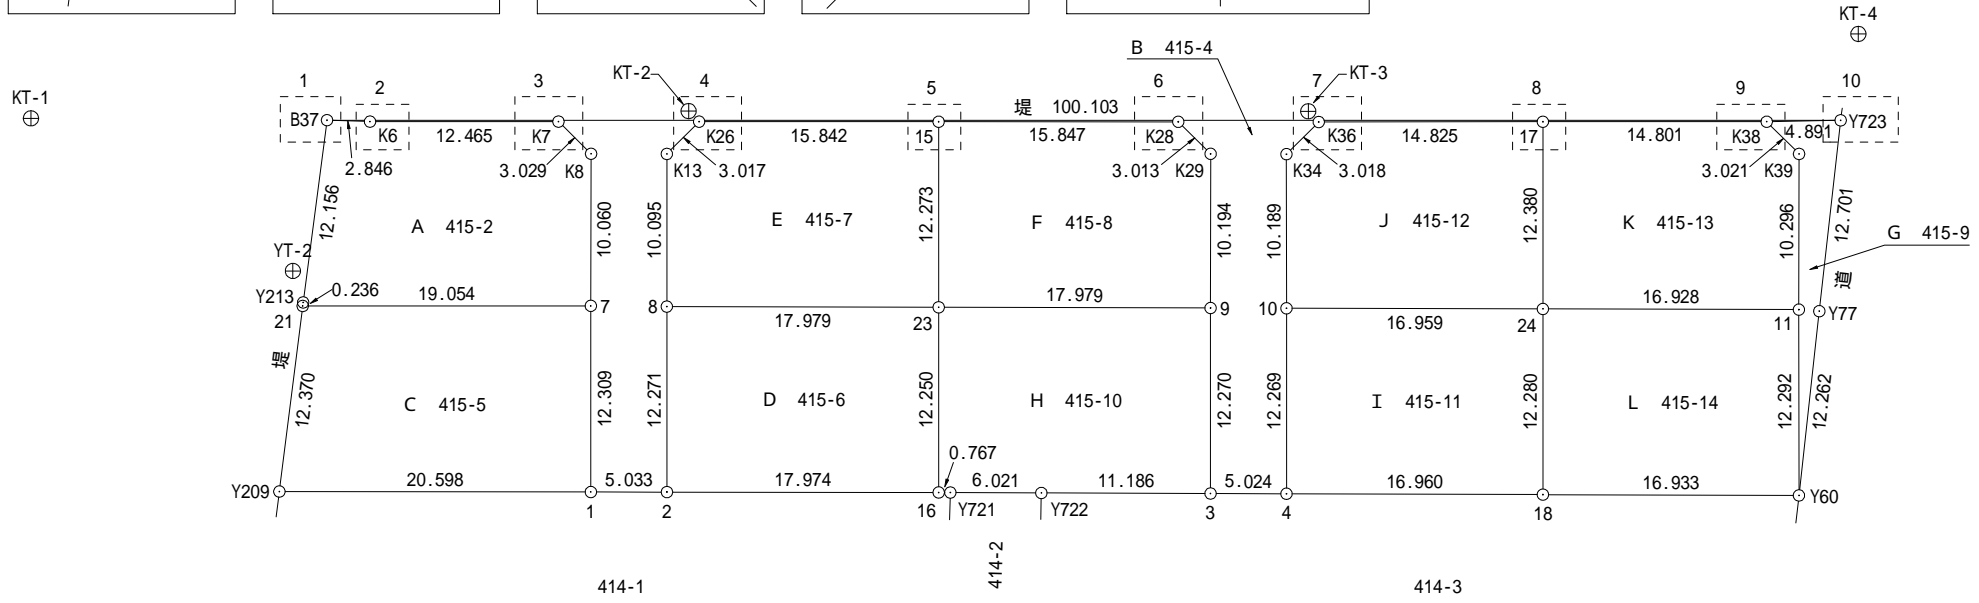 KT-4
B 415-4
KT-1
1 2 3 KT-2 4 5 6 7 KT-3 8 9 10
堤 100.103
B37 K6 K7 K26 15 K28 K36 17 K38 Y723
12.465 15.842 15.847 14.825 14.801 4.891
2.846 3.029 K8 K13 3.017 3.013 K29 K34 3.018 3.021 K39
12.156 10.060 10.095 12.273 10.194 10.189 12.380 10.296 12.701
A 415-2
E 415-7
F 415-8
J 415-12
K 415-13
G 415-9
YT-2
道
Y213 0.236 19.054 7 8 17.979 9 10 16.928
21 17.979 23 16.959 24 11 Y77
堤
12.370 12.309 12.271 12.250 12.270 12.269 12.280 12.292 12.262
C 415-5
D 415-6
H 415-10
I 415-11
L 415-14
0.767
Y209 20.598 5.033 17.974 6.021 11.186 5.024 16.960 16.933 Y60
1 2 16 Y721 Y722 3 4 18
414-1
414-2
414-3